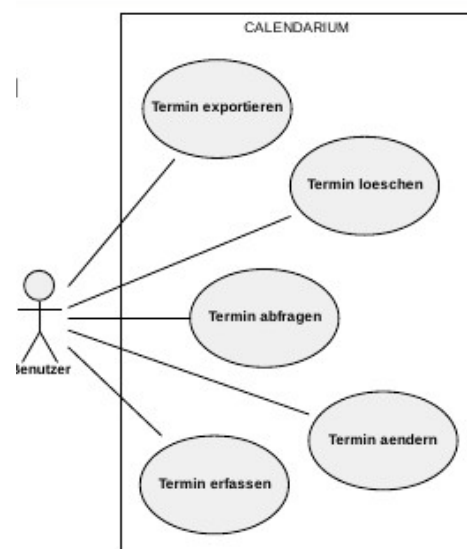 CALENDARIUM
Termin exportieren
Termin loeschen
Termin abfragen
Benutzer
Termin aendern
Termin erfassen